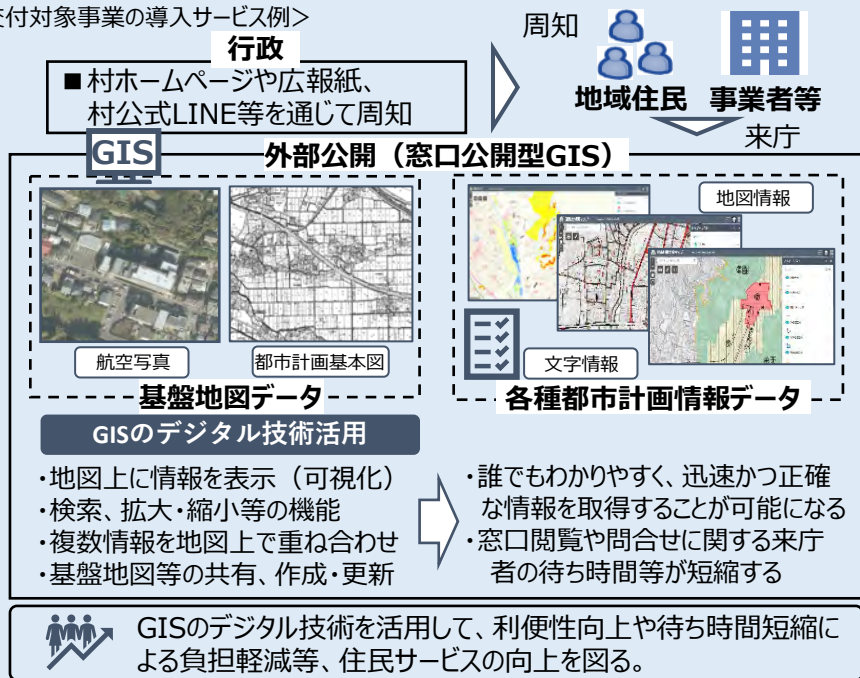 付対象事業の導入サービス例＞
行政
■ 村ホームページや広報紙、
村公式LINE等を通じて周知
周知
地域住民　事業者等
来庁
GIS
外部公開（窓口公開型GIS）
航空写真
都市計画基本図
基盤地図データ
地図情報
文字情報
各種都市計画情報データ
GISのデジタル技術活用
・地図上に情報を表示（可視化）
・検索、拡大・縮小等の機能
・複数情報を地図上で重ね合わせ
・基盤地図等の共有、作成・更新
・誰でもわかりやすく、迅速かつ正確
な情報を取得することが可能になる
・窓口閲覧や問合せに関する来庁
者の待ち時間等が短縮する
GISのデジタル技術を活用して、利便性向上や待ち時間短縮に
よる負担軽減等、住民サービスの向上を図る。